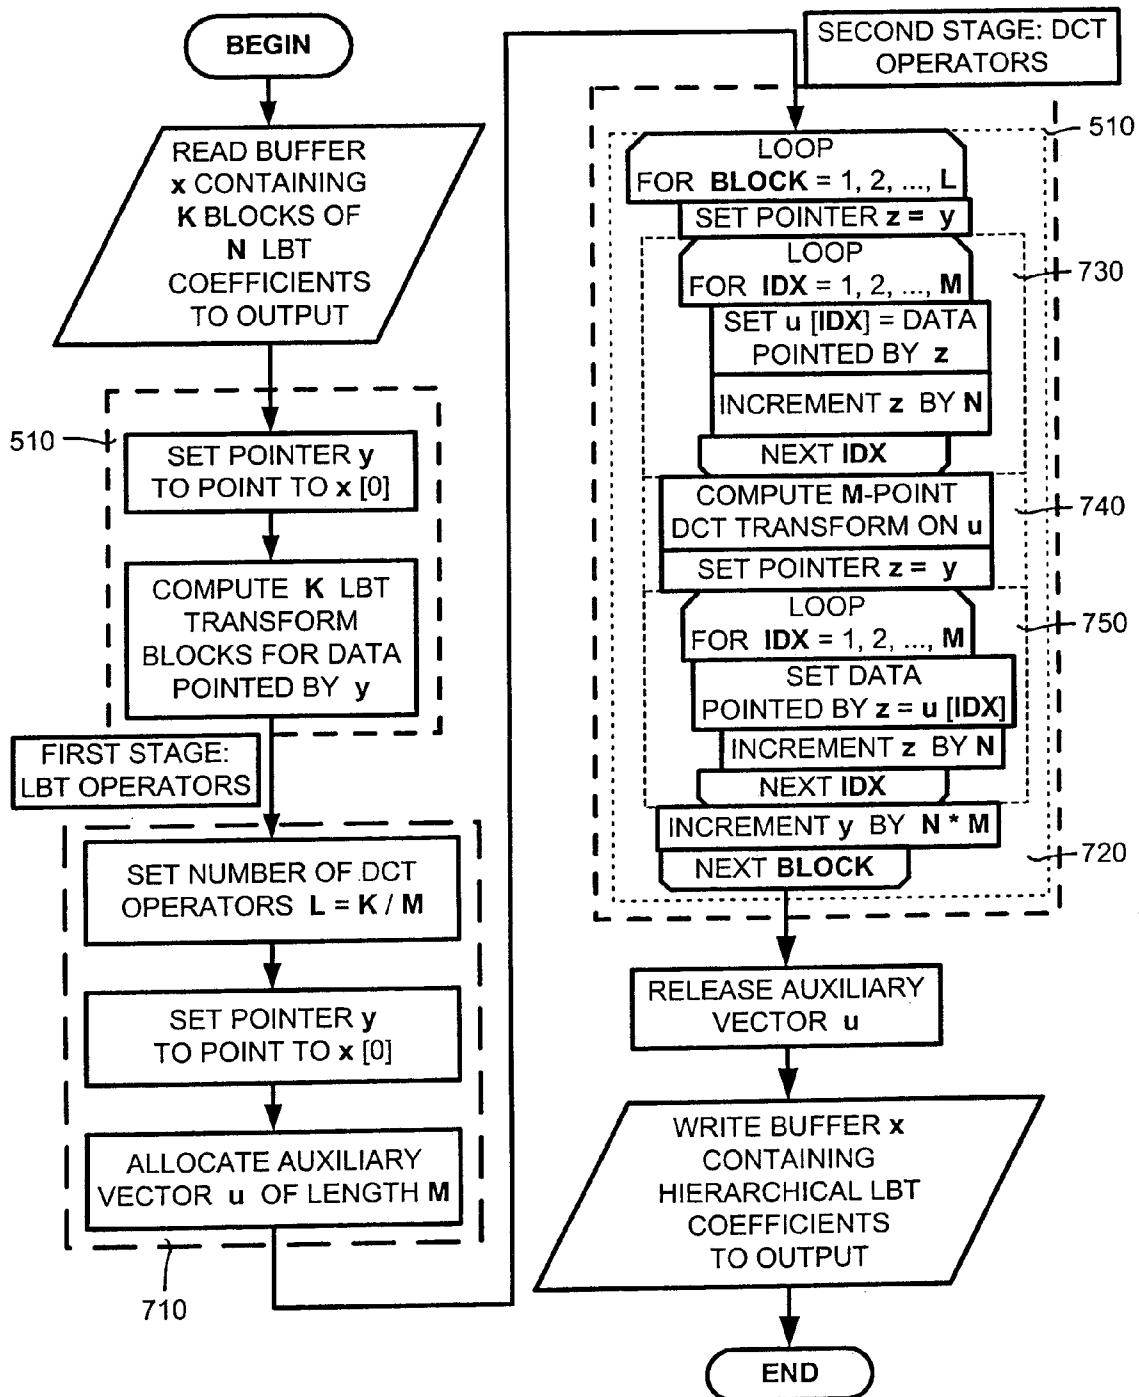 BEGIN
READ BUFFER
x CONTAINING
K BLOCKS OF
N LBT
COEFFICIENTS
TO OUTPUT
510
SET POINTER y
TO POINT TO x [0]
COMPUTE K LBT
TRANSFORM
BLOCKS FOR DATA
POINTED BY y
FIRST STAGE:
LBT OPERATORS
SET NUMBER OF DCT
OPERATORS L = K / M
SET POINTER y
TO POINT TO x [0]
ALLOCATE AUXILIARY
VECTOR u OF LENGTH M
710
SECOND STAGE: DCT
OPERATORS
510
LOOP
FOR BLOCK = 1, 2, ..., L
SET POINTER z = y
LOOP
FOR IDX = 1, 2, ..., M
730
SET u [IDX] = DATA
POINTED BY z
INCREMENT z BY N
NEXT IDX
COMPUTE M-POINT
DCT TRANSFORM ON u
740
SET POINTER z = y
LOOP
FOR IDX = 1, 2, ..., M
750
SET DATA
POINTED BY z = u [IDX]
INCREMENT z BY N
NEXT IDX
INCREMENT y BY N * M
720
NEXT BLOCK
RELEASE AUXILIARY
VECTOR u
WRITE BUFFER x
CONTAINING
HIERARCHICAL LBT
COEFFICIENTS
TO OUTPUT
END